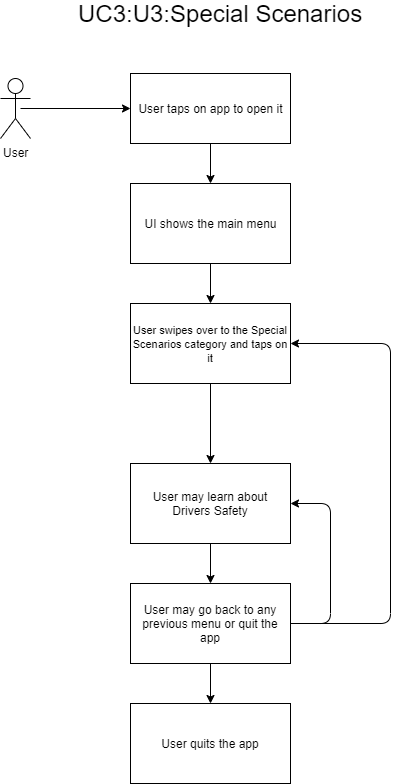 UC3:U3:Special Scenarios
User taps on app to open it
User
UI shows the main menu
User swipes over to the Special
Scenarios category and taps on
it
User may learn about
Drivers Safety
User may go back to any
previous menu or quit the
app
User quits the app